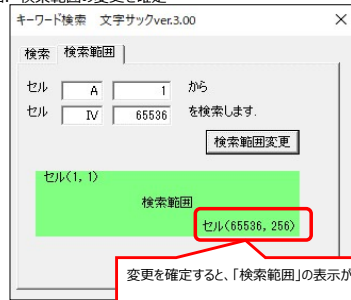 キーワード検索　文字サックver.3.00
検索 検索範囲
セル A 1 から
セル IV 65536 を検索します.
検索範囲変更
セル(1, 1)
検索範囲
セル(65536, 256)
変更を確定すると、「検索範囲」の表示が